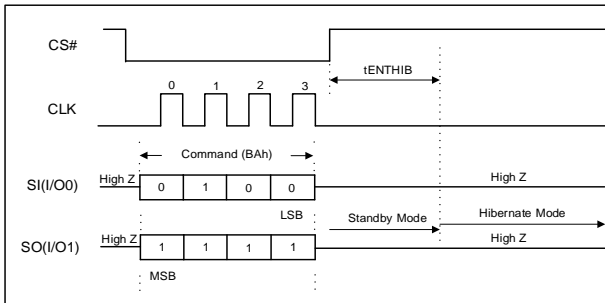 CS#
tENTHIB
0 1 2 3
CLK
Command (BAh)
High Z High Z
SI(I/O0) 0 1 0 0
LSB Standby Mode Hibernate Mode
High Z High Z
SO(I/O1) 1 1 1 1
MSB